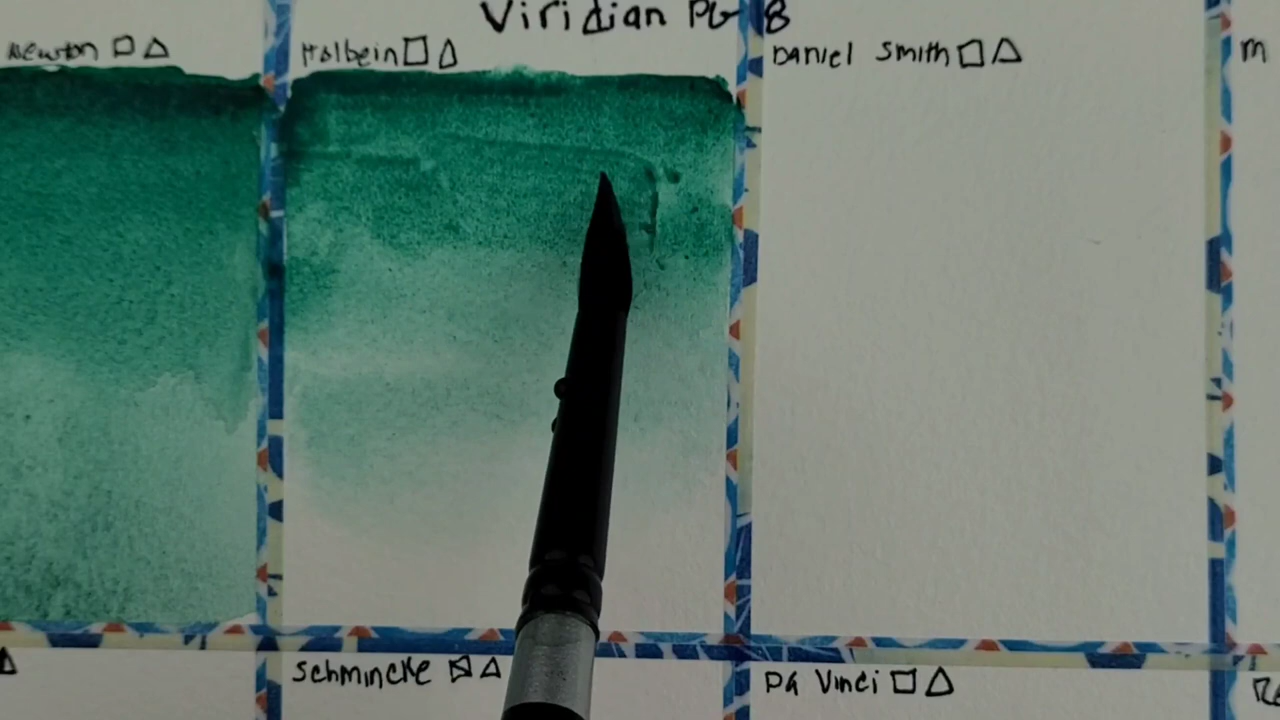 Viridian PG 18
Newton
Holbein
Daniel Smith
M
Schmincke
Da Vinci